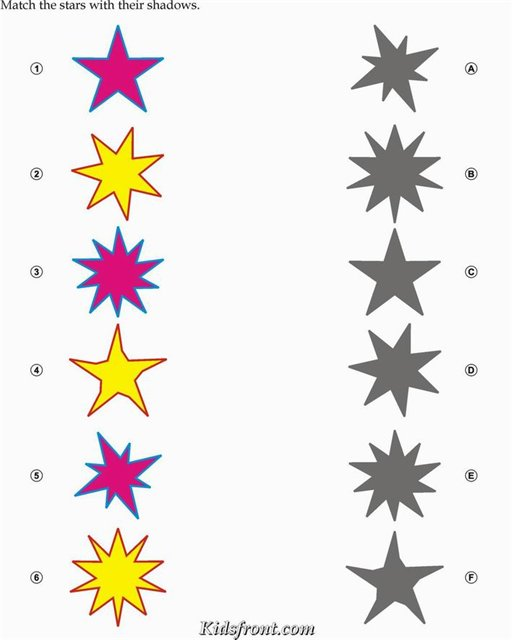 Match the stars with their shadows.
1 A
2 B
3 C
4 D
5 E
6 F
Kidsfront.com